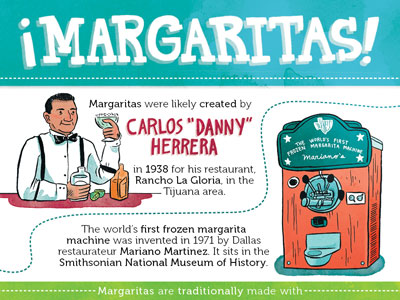 ¡MARGARITAS!
Margaritas were likely created by
CARLOS "DANNY"
HERRERA
in 1938 for his restaurant,
Rancho La Gloria, in the
Tijuana area.
THE WORLD'S FIRST
FROZEN MARGARITA MACHINE
Mariano's
The world's first frozen margarita
machine was invented in 1971 by Dallas
restaurateur Mariano Martinez. It sits in the
Smithsonian National Museum of History.
Margaritas are traditionally made with